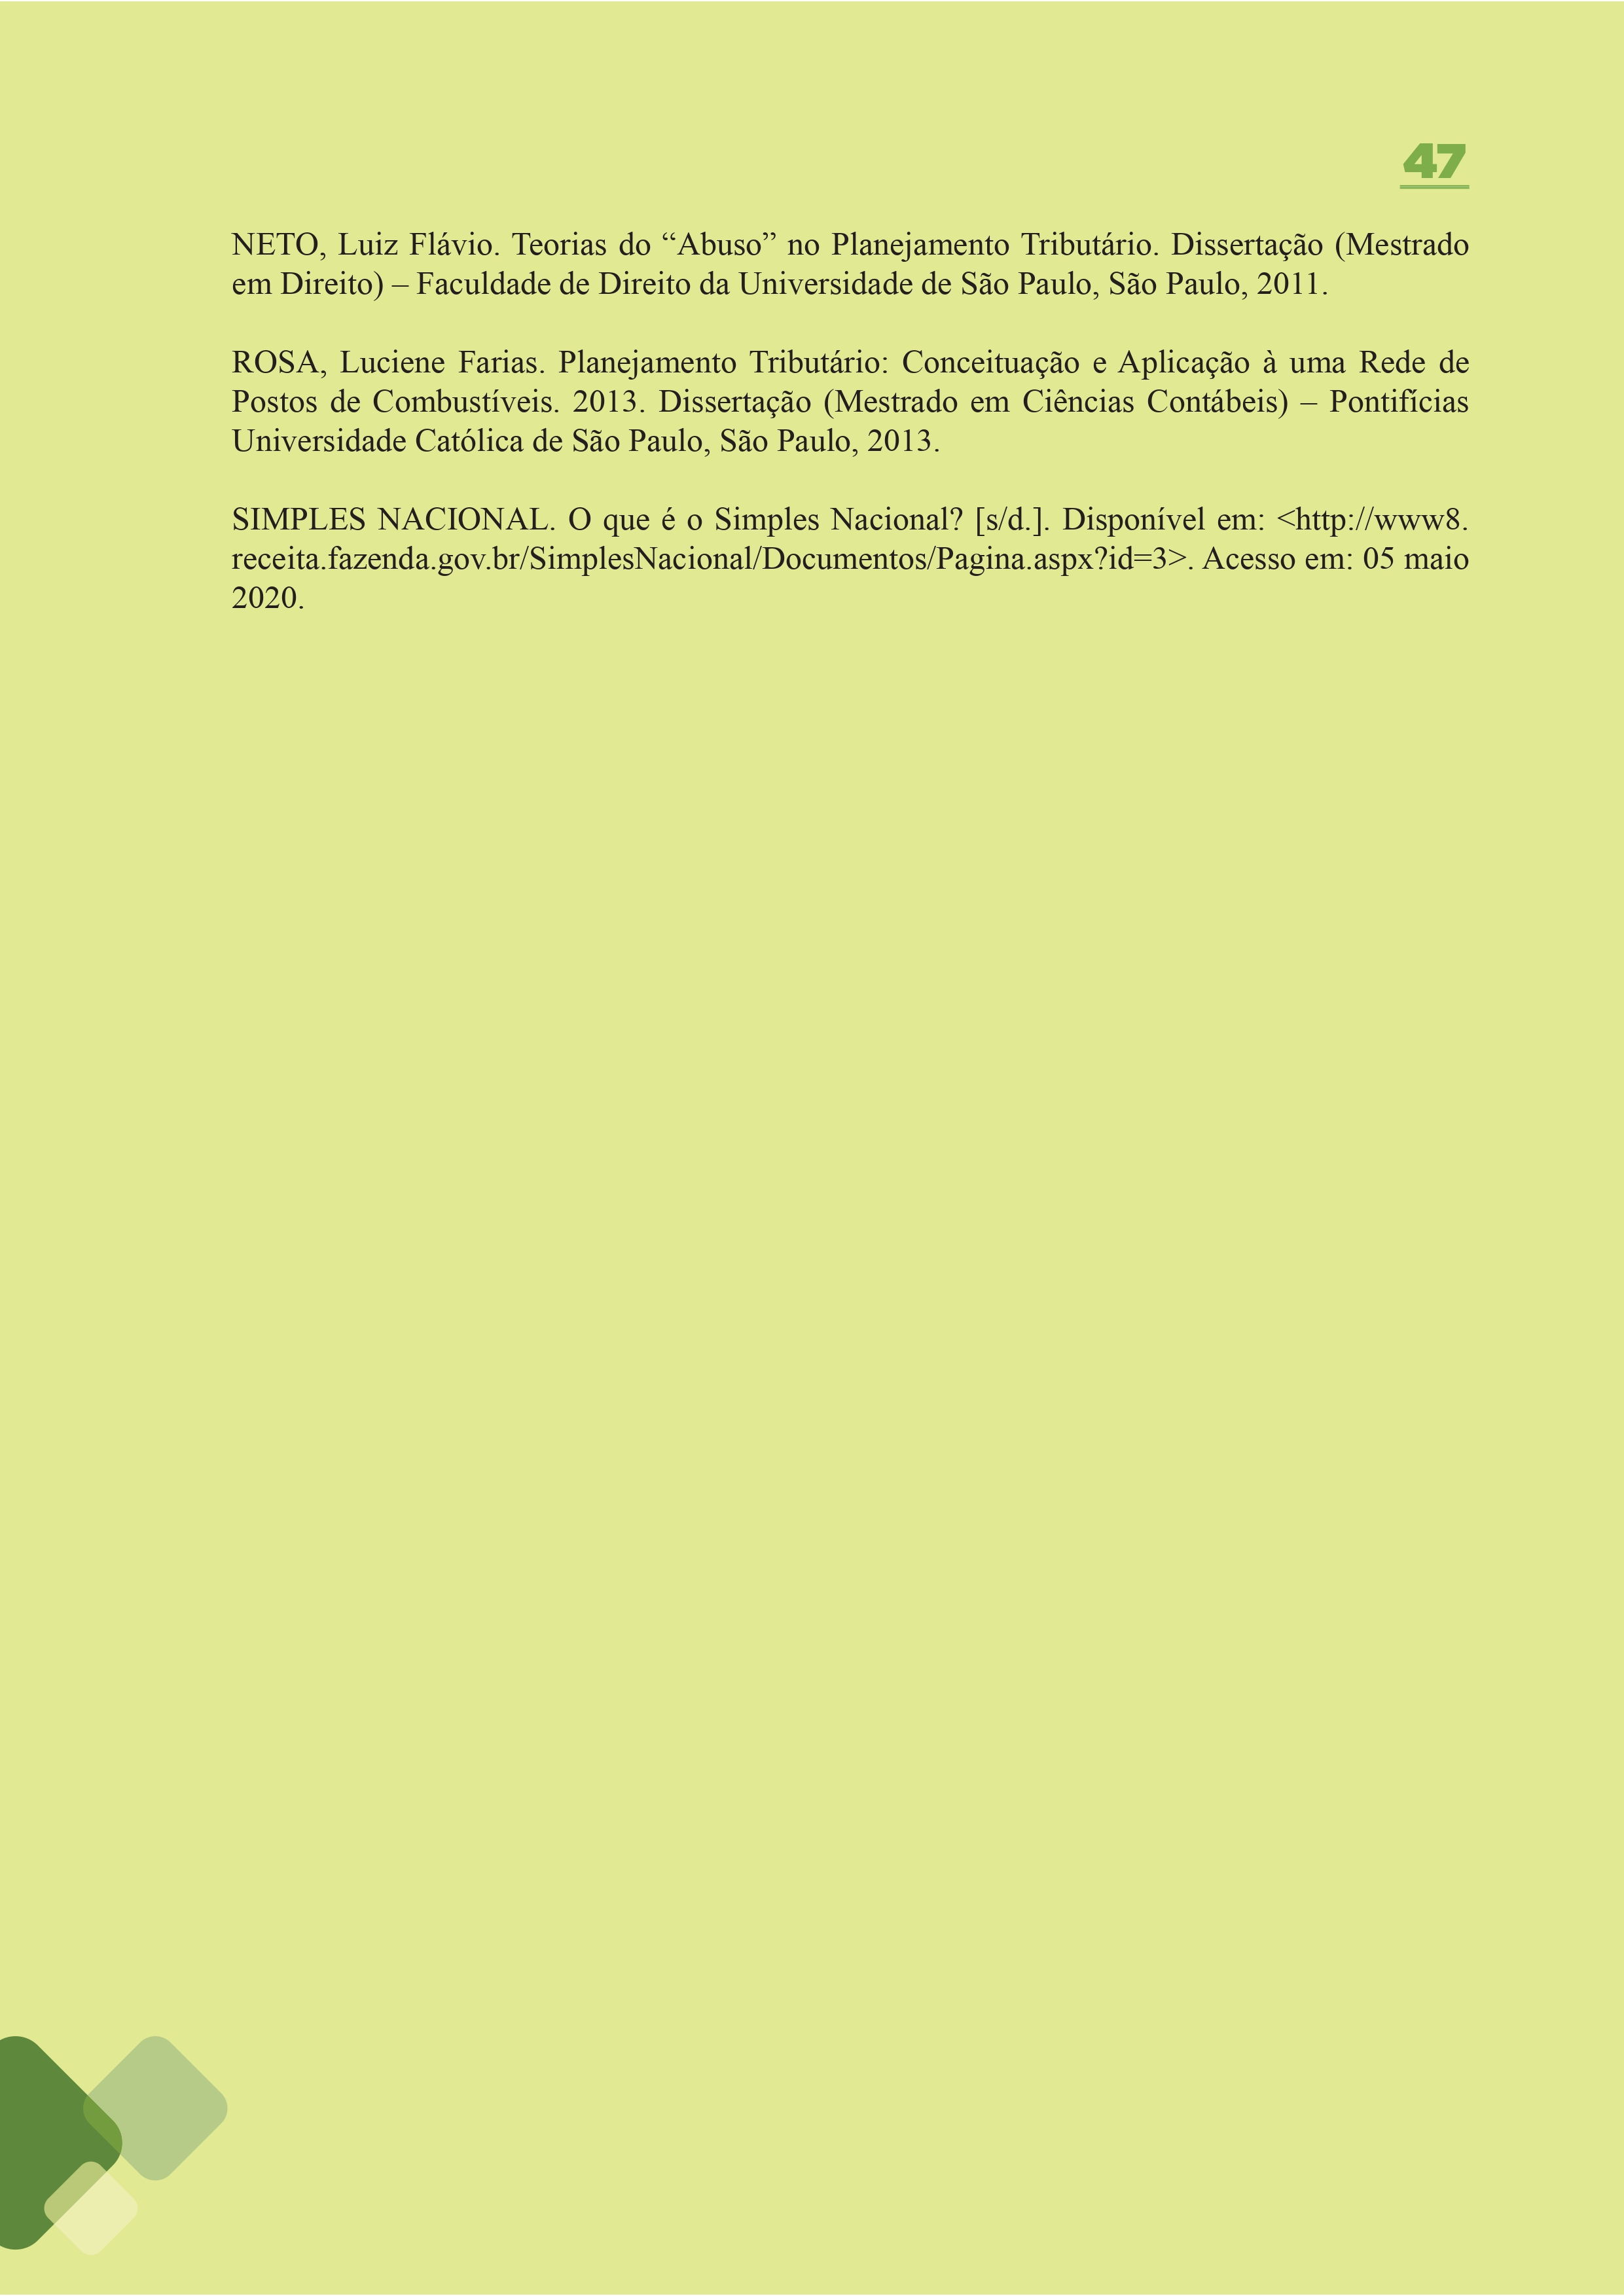 47
NETO, Luiz Flávio. Teorias do “Abuso” no Planejamento Tributário. Dissertação (Mestrado
em Direito) – Faculdade de Direito da Universidade de São Paulo, São Paulo, 2011.
ROSA, Luciene Farias. Planejamento Tributário: Conceituação e Aplicação à uma Rede de
Postos de Combustíveis. 2013. Dissertação (Mestrado em Ciências Contábeis) – Pontifícias
Universidade Católica de São Paulo, São Paulo, 2013.
SIMPLES NACIONAL. O que é o Simples Nacional? [s/d.]. Disponível em: <http://www8.
receita.fazenda.gov.br/SimplesNacional/Documentos/Pagina.aspx?id=3>. Acesso em: 05 maio
2020.